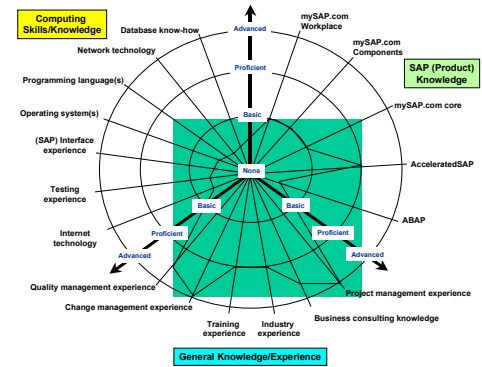 Computing
Skills/Knowledge
Database know-how
Advanced
mySAP.com
Workplace
Network technology
mySAP.com
Components
Proficient
SAP (Product)
Knowledge
Programming language(s)
Operating system(s)
Basic
mySAP.com core
(SAP) Interface
experience
None
AcceleratedSAP
Testing
experience
Basic
Basic
ABAP
Internet
technology
Proficient
Proficient
Advanced
Advanced
Quality management experience
Project management experience
Change management experience
Business consulting knowledge
Training
experience
Industry
experience
General Knowledge/Experience